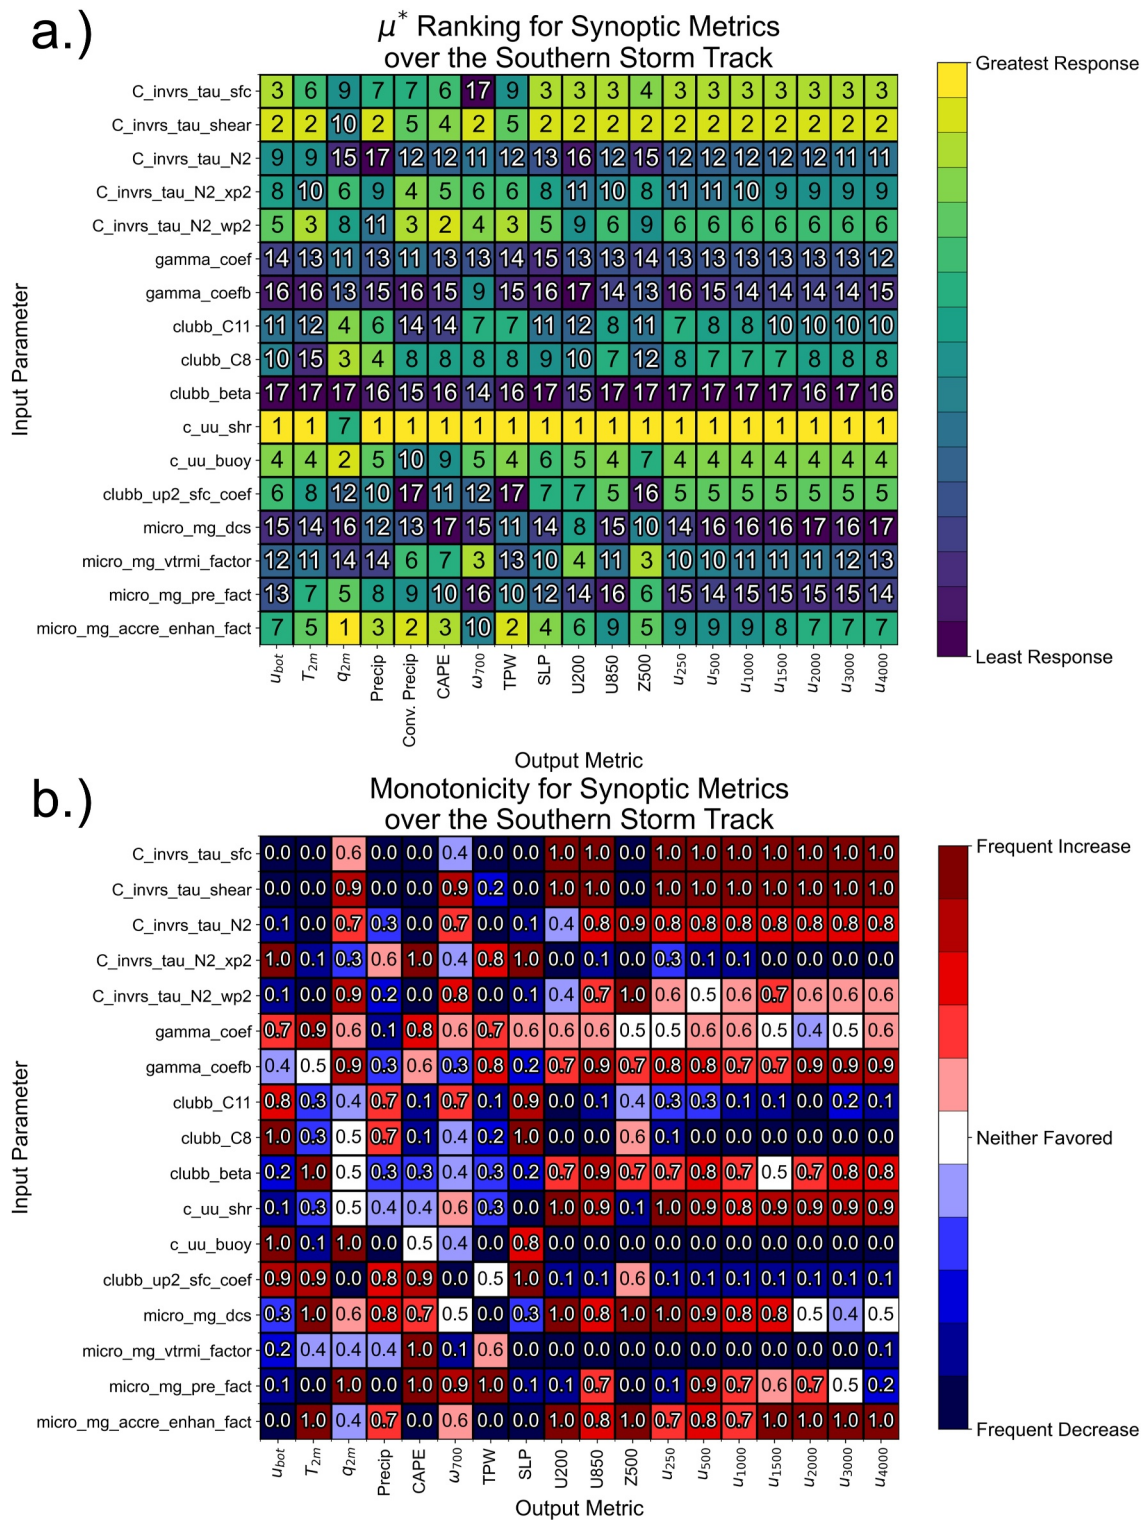 a.)
μ* Ranking for Synoptic Metrics
over the Southern Storm Track
Input Parameter
C_invrs_tau_sfc 3 6 9 7 7 6 17 9 3 3 3 4 3 3 3 3 3 3 3
C_invrs_tau_shear 2 2 10 2 5 4 2 5 2 2 2 2 2 2 2 2 2 2 2
C_invrs_tau_N2 9 9 15 17 12 12 11 12 13 16 12 15 12 12 12 12 12 11 11
C_invrs_tau_N2_xp2 8 10 6 9 4 5 6 6 8 11 10 8 11 11 10 9 9 9 9
C_invrs_tau_N2_wp2 5 3 8 11 3 2 4 3 5 9 6 9 6 6 6 6 6 6 6
gamma_coef 14 13 11 13 11 13 13 14 15 13 13 14 13 13 13 13 13 13 12
gamma_coefb 16 16 13 15 16 15 9 15 16 17 14 13 16 15 14 14 14 14 15
clubb_C11 11 12 4 6 14 14 7 7 11 12 8 11 7 8 8 10 10 10 10
clubb_C8 10 15 3 4 8 8 8 8 9 10 7 12 8 7 7 7 8 8 8
clubb_beta 17 17 17 16 15 16 14 16 17 15 17 17 17 17 17 17 16 17 16
c_uu_shr 1 1 7 1 1 1 1 1 1 1 1 1 1 1 1 1 1 1 1
c_uu_buoy 4 4 2 5 10 9 5 4 6 5 4 7 4 4 4 4 4 4 4
clubb_up2_sfc_coef 6 8 12 10 17 11 12 17 7 7 5 16 5 5 5 5 5 5 5
micro_mg_dcs 15 14 16 12 13 17 15 11 14 8 15 10 14 16 16 16 17 16 17
micro_mg_vtrmi_factor 12 11 14 14 6 7 3 13 10 4 11 3 10 10 11 11 11 12 13
micro_mg_pre_fact 13 7 5 8 9 10 16 10 12 14 16 6 15 14 15 15 15 15 14
micro_mg_accre_enhan_fact 7 5 1 3 2 3 10 2 4 6 9 5 9 9 9 8 7 7 7
u_bot T_2m q_2m Precip Conv. Precip CAPE ω_700 TPW SLP U200 U850 Z500 u_250 u_500 u_1000 u_1500 u_2000 u_3000 u_4000
Output Metric
Greatest Response
Least Response
b.)
Monotonicity for Synoptic Metrics
over the Southern Storm Track
Input Parameter
C_invrs_tau_sfc 0.0 0.0 0.6 0.0 0.0 0.4 0.0 0.0 1.0 1.0 0.0 1.0 1.0 1.0 1.0 1.0 1.0 1.0
C_invrs_tau_shear 0.0 0.0 0.9 0.0 0.0 0.9 0.2 0.0 1.0 1.0 0.0 1.0 1.0 1.0 1.0 1.0 1.0 1.0
C_invrs_tau_N2 0.1 0.0 0.7 0.3 0.0 0.7 0.0 0.1 0.4 0.8 0.9 0.8 0.8 0.8 0.8 0.8 0.8 0.8
C_invrs_tau_N2_xp2 1.0 0.1 0.3 0.6 1.0 0.4 0.8 1.0 0.0 0.1 0.0 0.3 0.1 0.1 0.0 0.0 0.0 0.0
C_invrs_tau_N2_wp2 0.1 0.0 0.9 0.2 0.0 0.8 0.0 0.1 0.4 0.7 1.0 0.6 0.5 0.6 0.7 0.6 0.6 0.6
gamma_coef 0.7 0.9 0.6 0.1 0.8 0.6 0.7 0.6 0.6 0.6 0.5 0.5 0.6 0.6 0.5 0.4 0.5 0.6
gamma_coefb 0.4 0.5 0.9 0.3 0.6 0.3 0.8 0.2 0.7 0.9 0.7 0.8 0.8 0.7 0.7 0.9 0.9 0.9
clubb_C11 0.8 0.3 0.4 0.7 0.1 0.7 0.1 0.9 0.0 0.1 0.4 0.3 0.3 0.1 0.1 0.0 0.2 0.1
clubb_C8 1.0 0.3 0.5 0.7 0.1 0.4 0.2 1.0 0.0 0.0 0.6 0.1 0.0 0.0 0.0 0.0 0.0 0.0
clubb_beta 0.2 1.0 0.5 0.3 0.3 0.4 0.3 0.2 0.7 0.9 0.7 0.7 0.8 0.7 0.5 0.7 0.8 0.8
c_uu_shr 0.1 0.3 0.5 0.4 0.4 0.6 0.3 0.0 1.0 0.9 0.1 1.0 0.9 0.8 0.9 0.9 0.9 0.9
c_uu_buoy 1.0 0.1 1.0 0.0 0.5 0.4 0.0 0.8 0.0 0.0 0.0 0.0 0.0 0.0 0.0 0.0 0.0 0.0
clubb_up2_sfc_coef 0.9 0.9 0.0 0.8 0.9 0.0 0.5 1.0 0.1 0.1 0.6 0.1 0.1 0.1 0.1 0.1 0.1 0.1
micro_mg_dcs 0.3 1.0 0.6 0.8 0.7 0.5 0.0 0.3 1.0 0.8 1.0 1.0 0.9 0.8 0.8 0.5 0.4 0.5
micro_mg_vtrmi_factor 0.2 0.4 0.4 0.4 1.0 0.1 0.6 0.0 0.0 0.0 0.0 0.0 0.0 0.0 0.0 0.0 0.0 0.1
micro_mg_pre_fact 0.1 0.0 1.0 0.0 1.0 0.9 1.0 0.1 0.1 0.7 0.0 0.1 0.9 0.7 0.6 0.7 0.5 0.2
micro_mg_accre_enhan_fact 0.0 1.0 0.4 0.7 0.0 0.6 0.0 0.0 1.0 0.8 1.0 0.7 0.8 0.7 1.0 1.0 1.0 1.0
u_bot T_2m q_2m Precip CAPE ω_700 TPW SLP U200 U850 Z500 u_250 u_500 u_1000 u_1500 u_2000 u_3000 u_4000
Output Metric
Frequent Increase
Neither Favored
Frequent Decrease